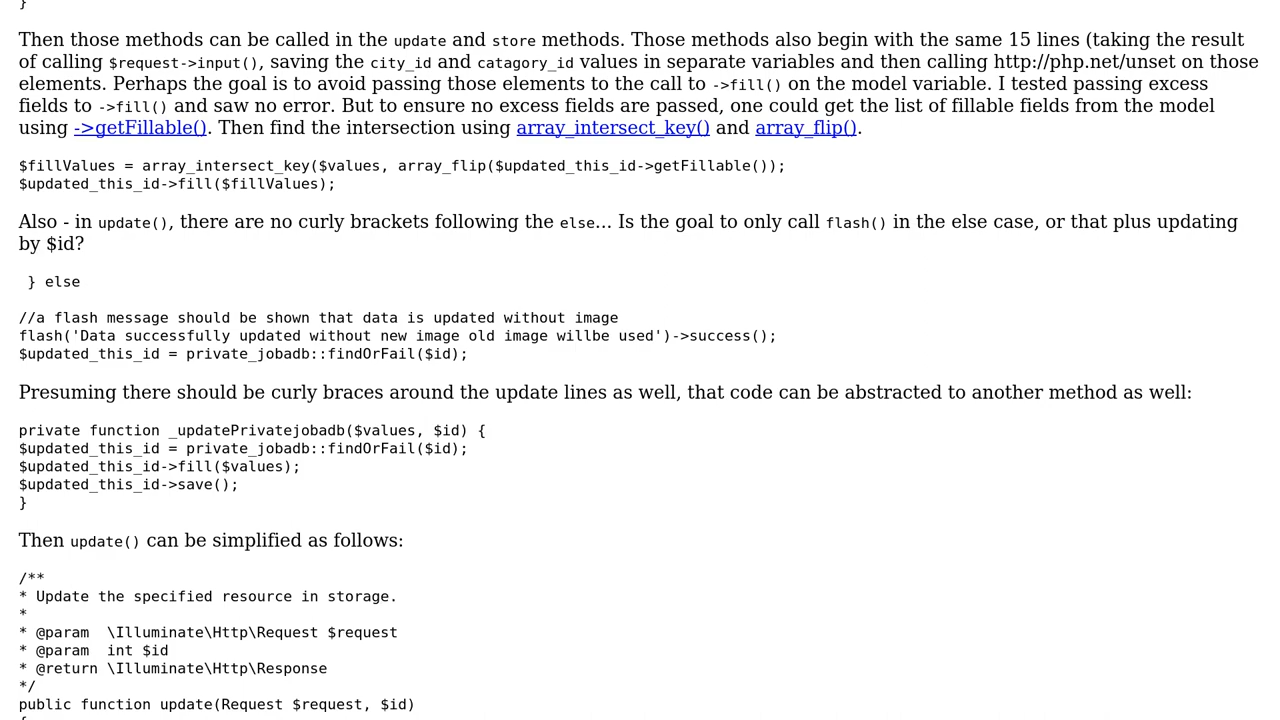 }
Then those methods can be called in the update and store methods. Those methods also begin with the same 15 lines (taking the result
of calling $request->input(), saving the city_id and catagory_id values in separate variables and then calling http://php.net/unset on those
elements. Perhaps the goal is to avoid passing those elements to the call to ->fill() on the model variable. I tested passing excess
fields to ->fill() and saw no error. But to ensure no excess fields are passed, one could get the list of fillable fields from the model
using ->getFillable(). Then find the intersection using array_intersect_key() and array_flip().
$fillValues = array_intersect_key($values, array_flip($updated_this_id->getFillable());
$updated_this_id->fill($fillValues);
Also - in update(), there are no curly brackets following the else... Is the goal to only call flash() in the else case, or that plus updating
by $id?
} else
//a flash message should be shown that data is updated without image
flash('Data successfully updated without new image old image willbe used')->success();
$updated_this_id = private_jobadb::findOrFail($id);
Presuming there should be curly braces around the update lines as well, that code can be abstracted to another method as well:
private function _updatePrivatejobadb($values, $id) {
$updated_this_id = private_jobadb::findOrFail($id);
$updated_this_id->fill($values);
$updated_this_id->save();
}
Then update() can be simplified as follows:
/**
* Update the specified resource in storage.
*
* @param  \Illuminate\Http\Request $request
* @param  int $id
* @return \Illuminate\Http\Response
*/
public function update(Request $request, $id)
{